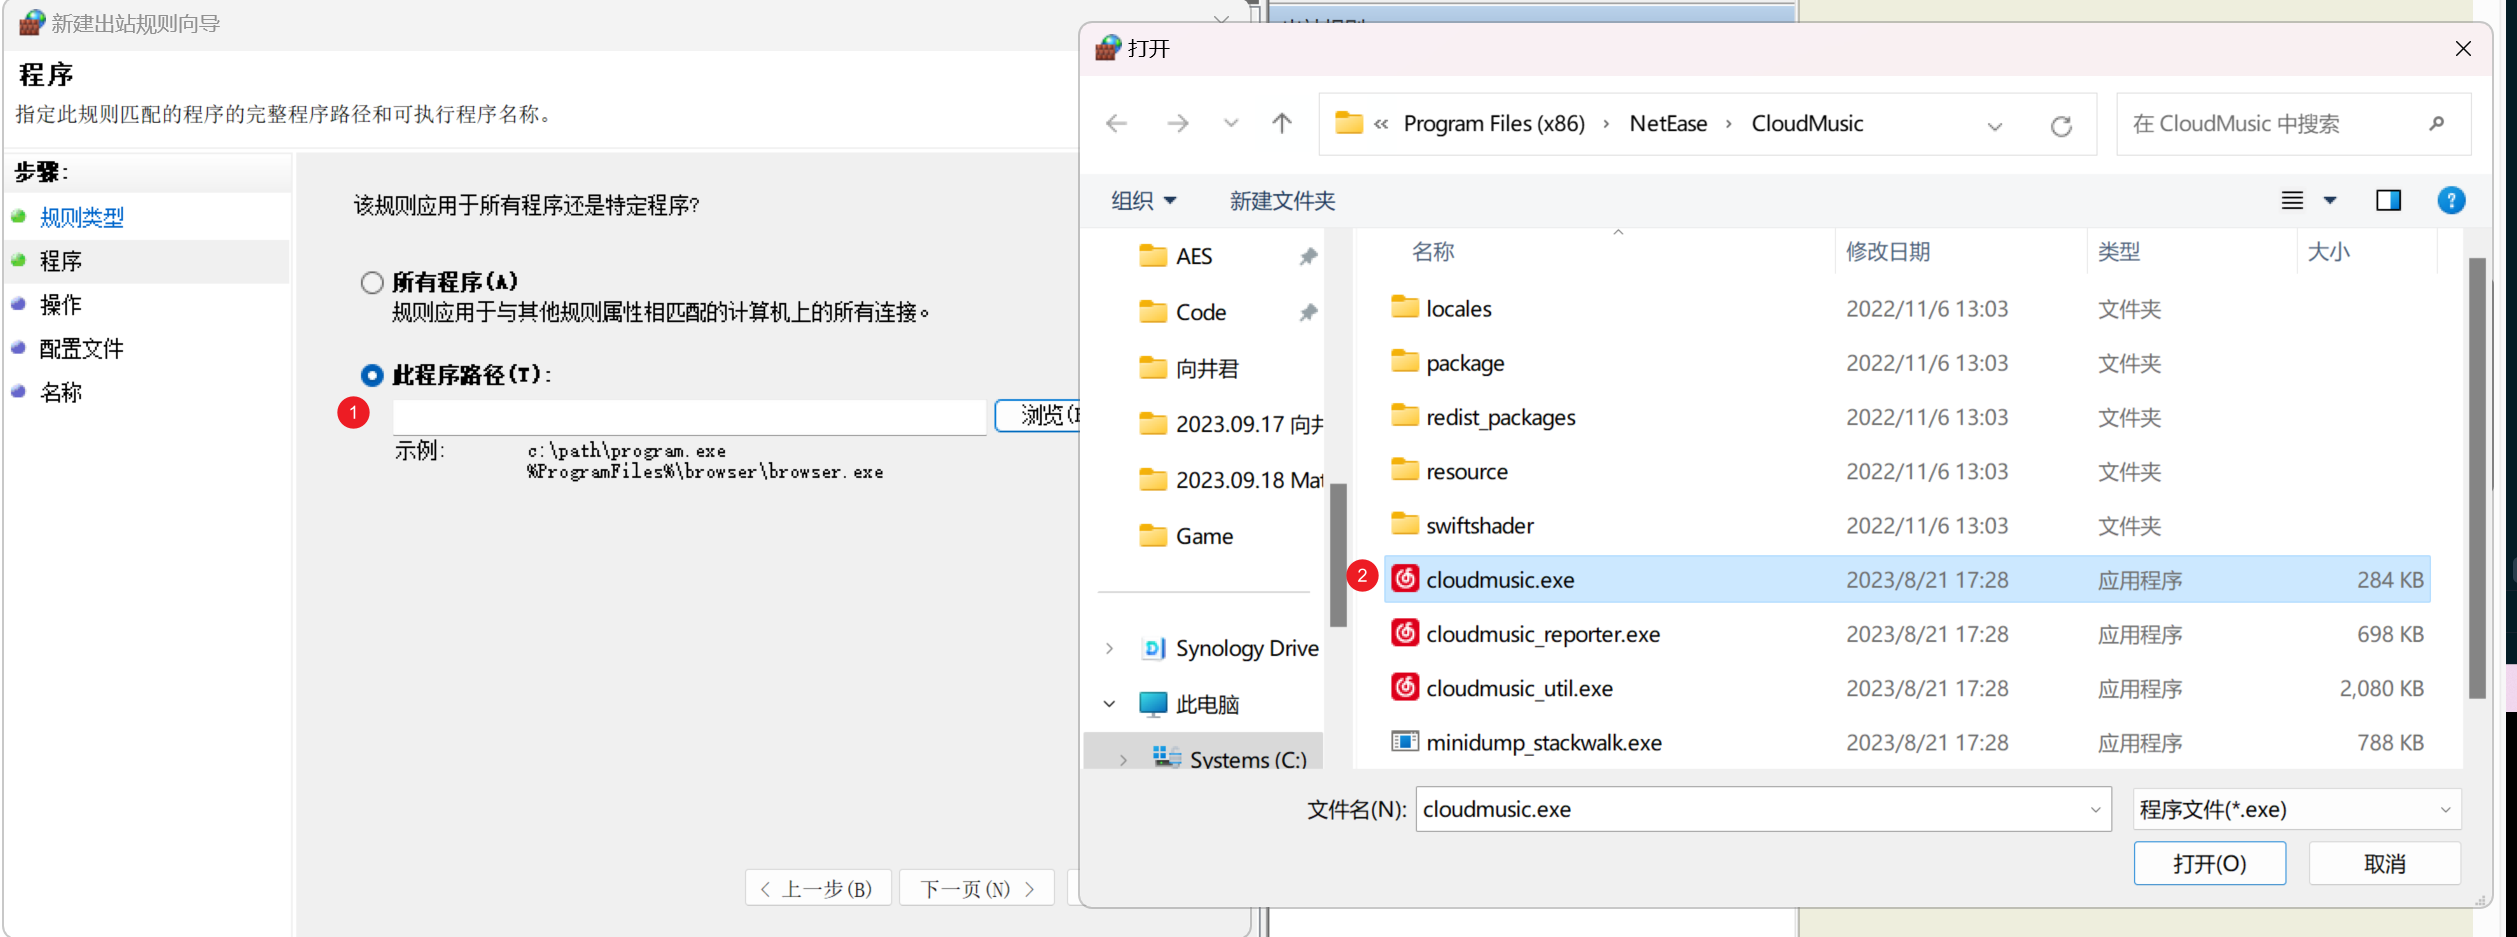 新建出站规则向导
程序
指定此规则匹配的程序的完整程序路径和可执行程序名称。
步骤:
规则类型
程序
操作
配置文件
名称
该规则应用于所有程序还是特定程序?
所有程序(A)
规则应用于与其他规则属性相匹配的计算机上的所有连接。
此程序路径(T):
1
浏览(
示例:
c:\path\program.exe
%ProgramFiles%\browser\browser.exe
< 上一步(B)
下一页(N) >
打开
« Program Files (x86) › NetEase › CloudMusic
在 CloudMusic 中搜索
组织
新建文件夹
AES
Code
向井君
2023.09.17 向井
2023.09.18 Mat
Game
Synology Drive
此电脑
Systems (C:)
名称 修改日期 类型 大小
locales 2022/11/6 13:03 文件夹
package 2022/11/6 13:03 文件夹
redist_packages 2022/11/6 13:03 文件夹
resource 2022/11/6 13:03 文件夹
swiftshader 2022/11/6 13:03 文件夹
2 cloudmusic.exe 2023/8/21 17:28 应用程序 284 KB
cloudmusic_reporter.exe 2023/8/21 17:28 应用程序 698 KB
cloudmusic_util.exe 2023/8/21 17:28 应用程序 2,080 KB
minidump_stackwalk.exe 2023/8/21 17:28 应用程序 788 KB
文件名(N): cloudmusic.exe
程序文件(*.exe)
打开(O)
取消